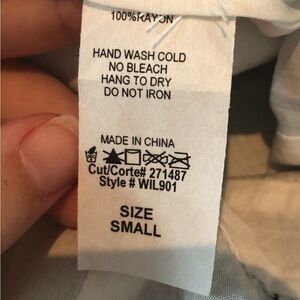 100%RAYON
HAND WASH COLD
NO BLEACH
HANG TO DRY
DO NOT IRON
MADE IN CHINA
Cut/Corte# 271487
Style # WIL901
SIZE
SMALL